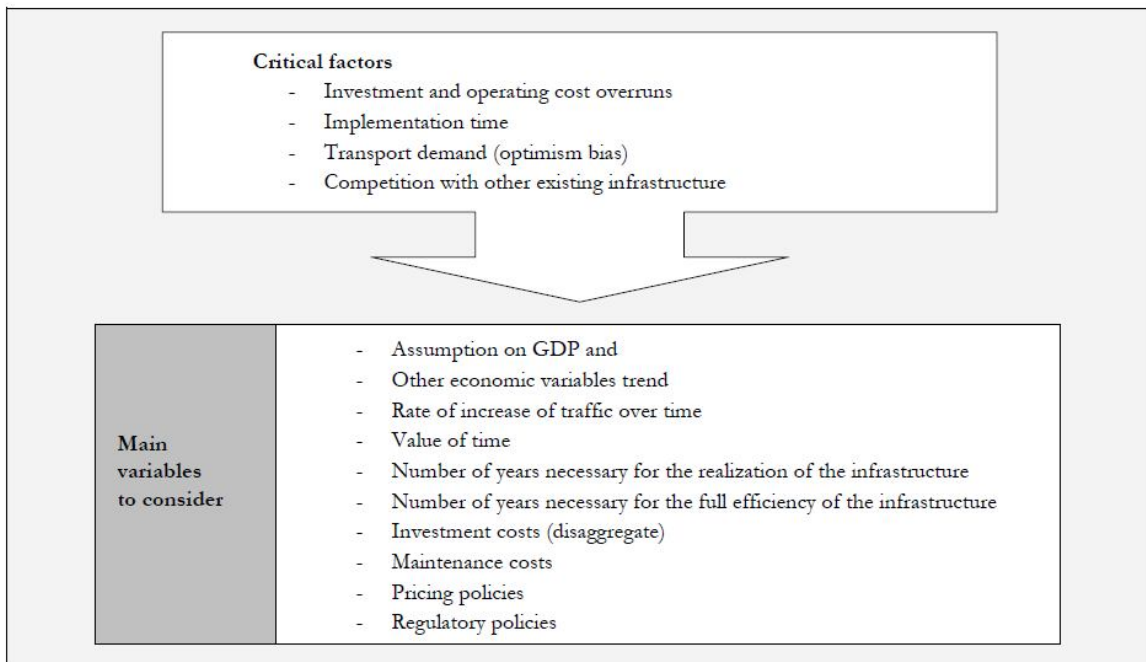 Critical factors
- Investment and operating cost overruns
- Implementation time
- Transport demand (optimism bias)
- Competition with other existing infrastructure
Main
variables
to consider
- Assumption on GDP and
- Other economic variables trend
- Rate of increase of traffic over time
- Value of time
- Number of years necessary for the realization of the infrastructure
- Number of years necessary for the full efficiency of the infrastructure
- Investment costs (disaggregate)
- Maintenance costs
- Pricing policies
- Regulatory policies